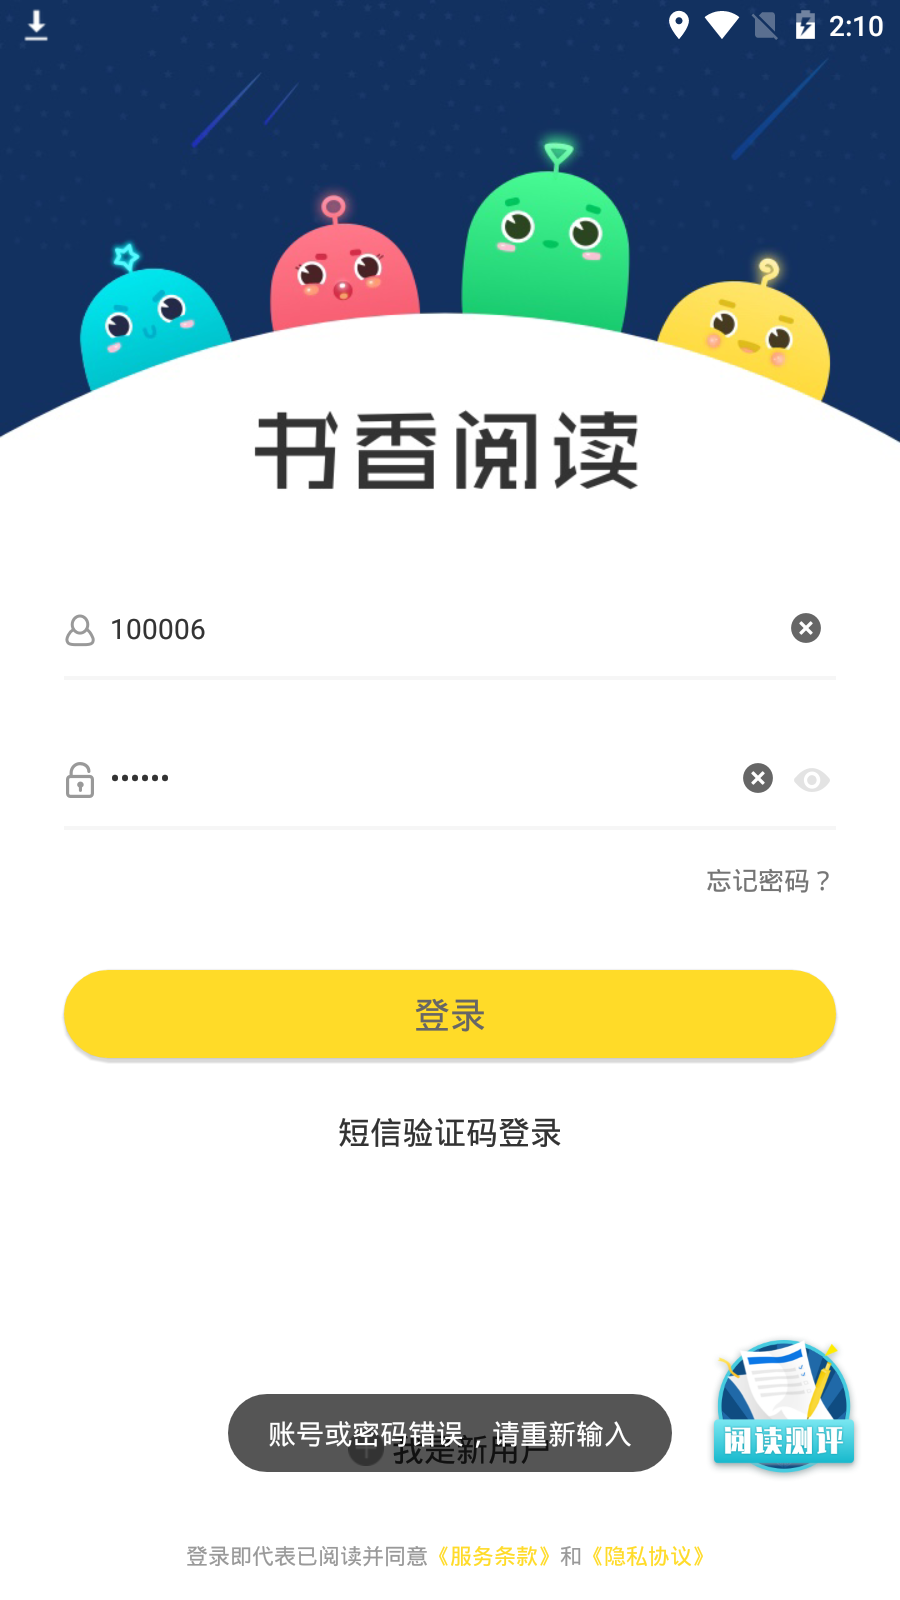 2:10
书香阅读
100006
••••••
忘记密码？
登录
短信验证码登录
阅读测评
账号或密码错误，请重新输入
我是新用户
登录即代表已阅读并同意《服务条款》和《隐私协议》